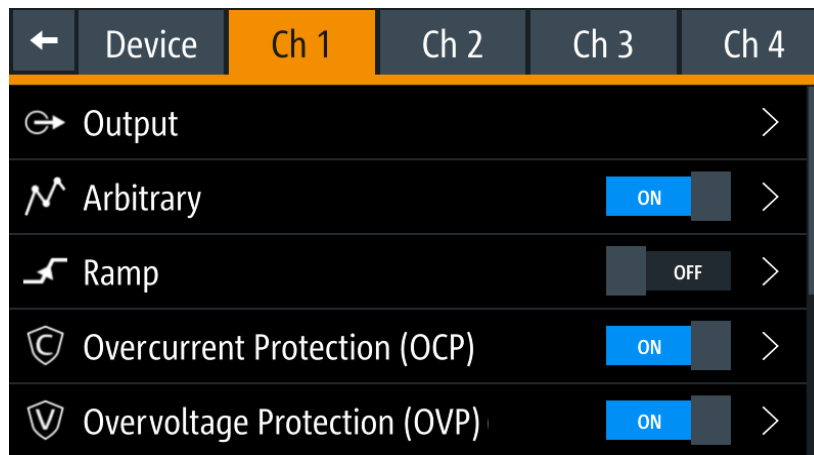 Device Ch 1 Ch 2 Ch 3 Ch 4
Output
Arbitrary ON
Ramp OFF
C Overcurrent Protection (OCP) ON
V Overvoltage Protection (OVP) ON